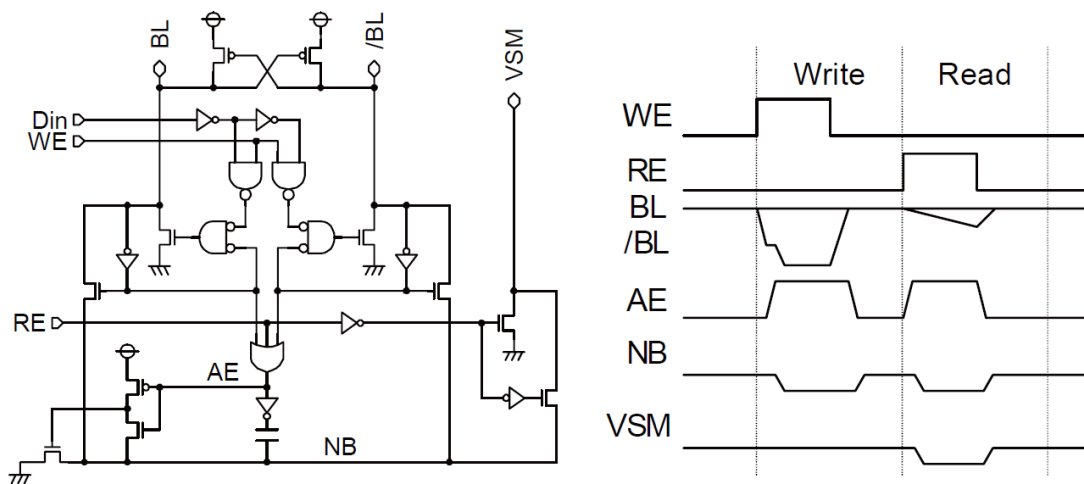 BL
/BL
VSM
Din
WE
RE
AE
NB
Write Read
WE
RE
BL
/BL
AE
NB
VSM